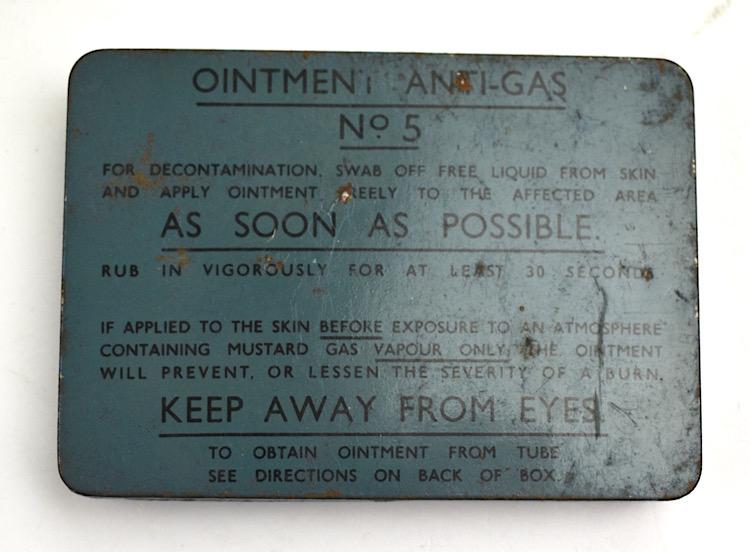 OINTMENT ANTI-GAS
Nº 5
FOR DECONTAMINATION, SWAB OFF FREE LIQUID FROM SKIN
AND APPLY OINTMENT FREELY TO THE AFFECTED AREA
AS SOON AS POSSIBLE.
RUB IN VIGOROUSLY FOR AT LEAST 30 SECONDS
IF APPLIED TO THE SKIN BEFORE EXPOSURE TO AN ATMOSPHERE
CONTAINING MUSTARD GAS VAPOUR ONLY, THE OINTMENT
WILL PREVENT, OR LESSEN THE SEVERITY OF A BURN.
KEEP AWAY FROM EYES
TO OBTAIN OINTMENT FROM TUBE
SEE DIRECTIONS ON BACK OF BOX.